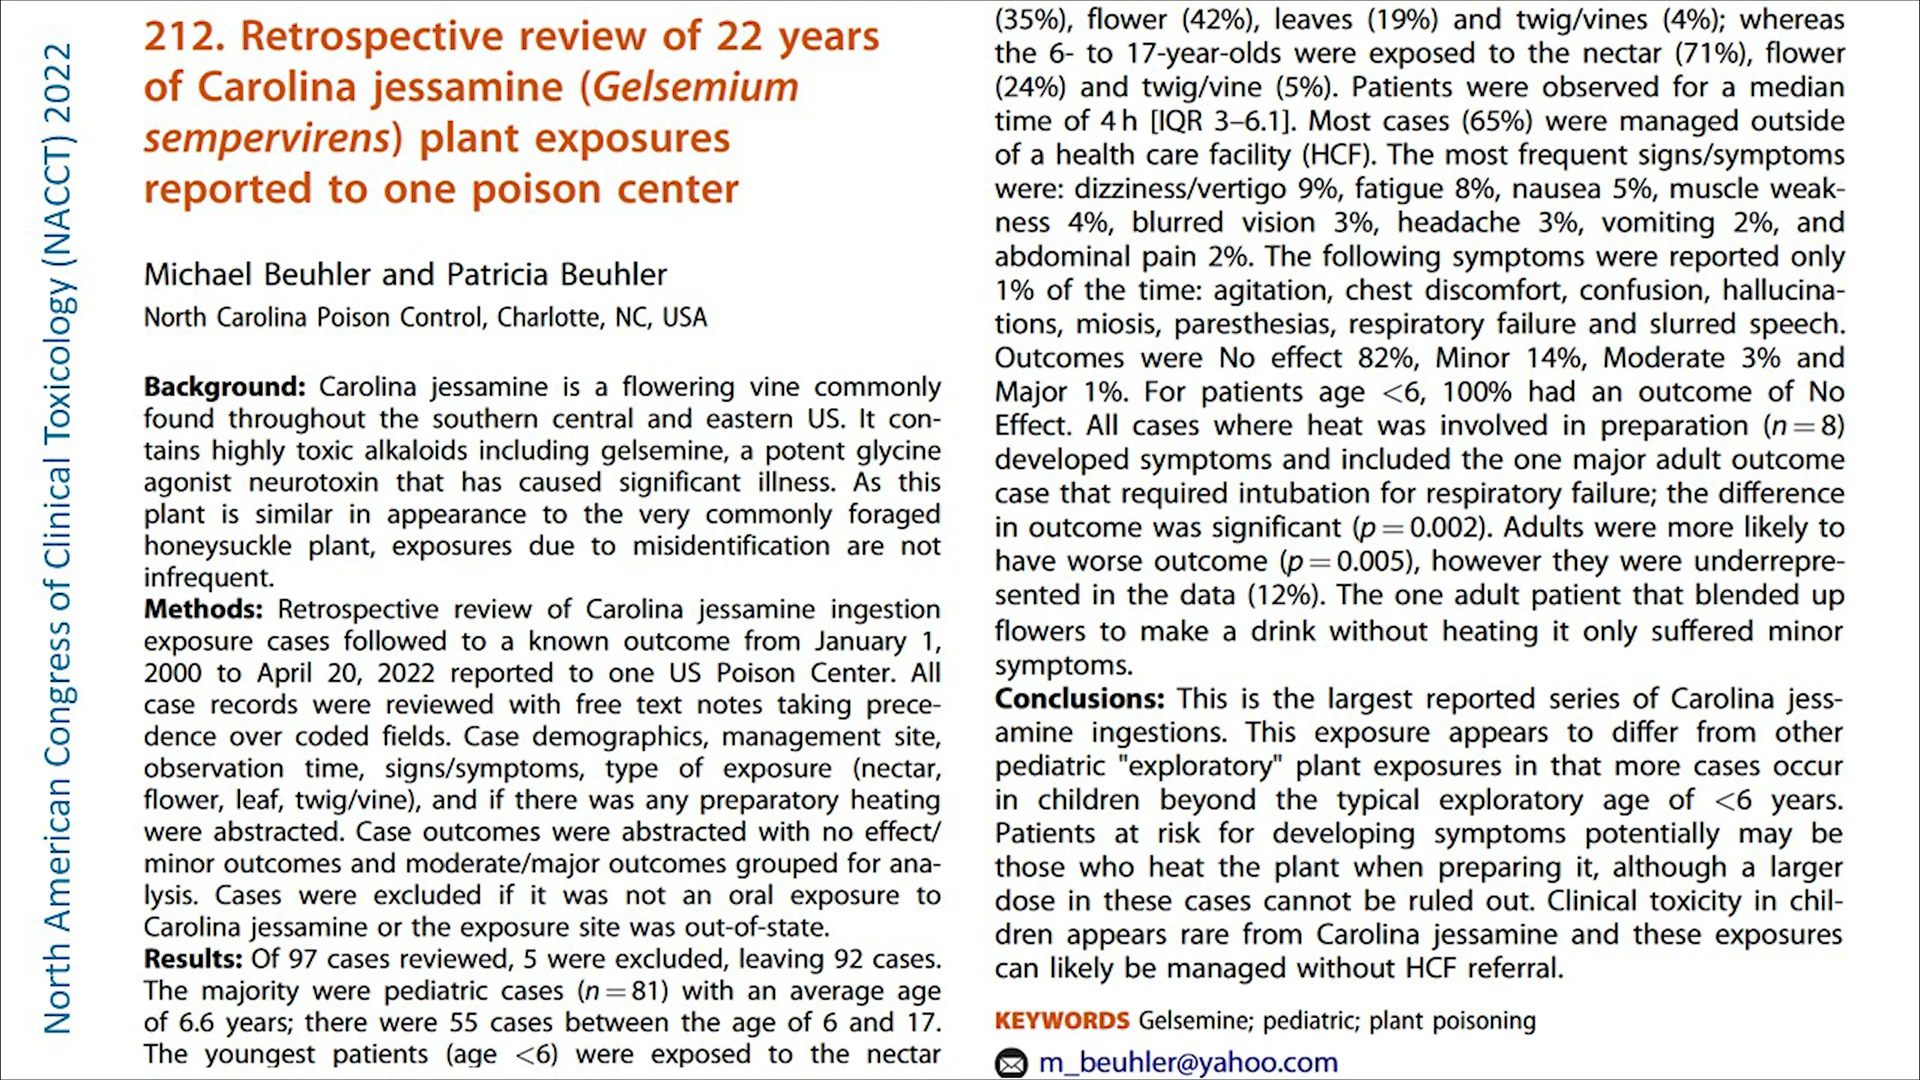 North American Congress of Clinical Toxicology (NACCT) 2022
212. Retrospective review of 22 years
of Carolina jessamine (Gelsemium
sempervirens) plant exposures
reported to one poison center
Michael Beuhler and Patricia Beuhler
North Carolina Poison Control, Charlotte, NC, USA
Background: Carolina jessamine is a flowering vine commonly
found throughout the southern central and eastern US. It con-
tains highly toxic alkaloids including gelsemine, a potent glycine
agonist neurotoxin that has caused significant illness. As this
plant is similar in appearance to the very commonly foraged
honeysuckle plant, exposures due to misidentification are not
infrequent.
Methods: Retrospective review of Carolina jessamine ingestion
exposure cases followed to a known outcome from January 1,
2000 to April 20, 2022 reported to one US Poison Center. All
case records were reviewed with free text notes taking prece-
dence over coded fields. Case demographics, management site,
observation time, signs/symptoms, type of exposure (nectar,
flower, leaf, twig/vine), and if there was any preparatory heating
were abstracted. Case outcomes were abstracted with no effect/
minor outcomes and moderate/major outcomes grouped for ana-
lysis. Cases were excluded if it was not an oral exposure to
Carolina jessamine or the exposure site was out-of-state.
Results: Of 97 cases reviewed, 5 were excluded, leaving 92 cases.
The majority were pediatric cases (n = 81) with an average age
of 6.6 years; there were 55 cases between the age of 6 and 17.
The youngest patients (age <6) were exposed to the nectar
(35%), flower (42%), leaves (19%) and twig/vines (4%); whereas
the 6- to 17-year-olds were exposed to the nectar (71%), flower
(24%) and twig/vine (5%). Patients were observed for a median
time of 4 h [IQR 3–6.1]. Most cases (65%) were managed outside
of a health care facility (HCF). The most frequent signs/symptoms
were: dizziness/vertigo 9%, fatigue 8%, nausea 5%, muscle weak-
ness 4%, blurred vision 3%, headache 3%, vomiting 2%, and
abdominal pain 2%. The following symptoms were reported only
1% of the time: agitation, chest discomfort, confusion, hallucina-
tions, miosis, paresthesias, respiratory failure and slurred speech.
Outcomes were No effect 82%, Minor 14%, Moderate 3% and
Major 1%. For patients age <6, 100% had an outcome of No
Effect. All cases where heat was involved in preparation (n = 8)
developed symptoms and included the one major adult outcome
case that required intubation for respiratory failure; the difference
in outcome was significant (p = 0.002). Adults were more likely to
have worse outcome (p = 0.005), however they were underrepre-
sented in the data (12%). The one adult patient that blended up
flowers to make a drink without heating it only suffered minor
symptoms.
Conclusions: This is the largest reported series of Carolina jess-
amine ingestions. This exposure appears to differ from other
pediatric "exploratory" plant exposures in that more cases occur
in children beyond the typical exploratory age of <6 years.
Patients at risk for developing symptoms potentially may be
those who heat the plant when preparing it, although a larger
dose in these cases cannot be ruled out. Clinical toxicity in chil-
dren appears rare from Carolina jessamine and these exposures
can likely be managed without HCF referral.
KEYWORDS Gelsemine; pediatric; plant poisoning
m_beuhler@yahoo.com